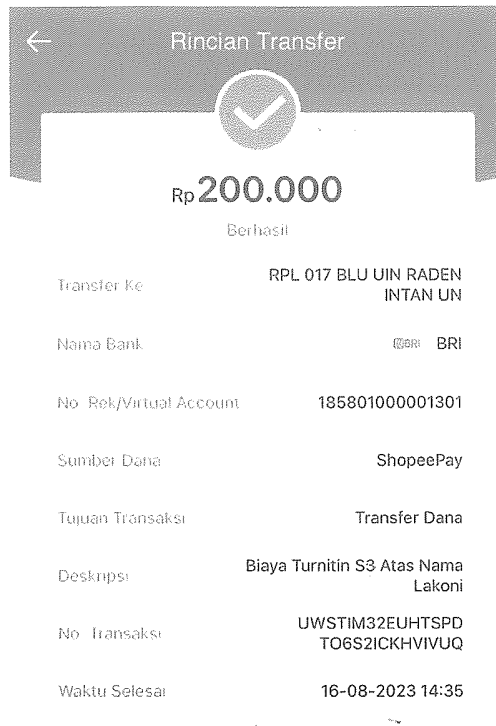 Rincian Transfer
Rp200.000
Berhasil
Transfer Ke RPL 017 BLU UIN RADEN
INTAN UN
Nama Bank BRI BRI
No Rek/Virtual Account 185801000001301
Sumber Dana ShopeePay
Tujuan Transaksi Transfer Dana
Deskripsi Biaya Turnitin S3 Atas Nama
Lakoni
No Transaksi UWSTIM32EUHTSPD
TO6S2ICKHVIVUQ
Waktu Selesai 16-08-2023 14:35